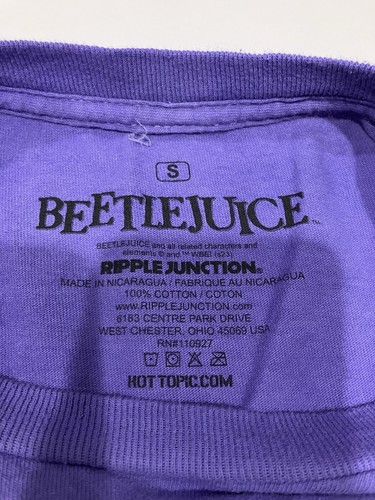 S
BEETLEJUICE™
BEETLEJUICE and all related characters and
elements © and ™ WBEI (s23)
RIPPLE JUNCTION®
MADE IN NICARAGUA / FABRIQUE AU NICARAGUA
100% COTTON / COTON
www.RIPPLEJUNCTION.com
8183 CENTRE PARK DRIVE
WEST CHESTER, OHIO 45069 USA
RN#110927
HOTTOPIC.COM